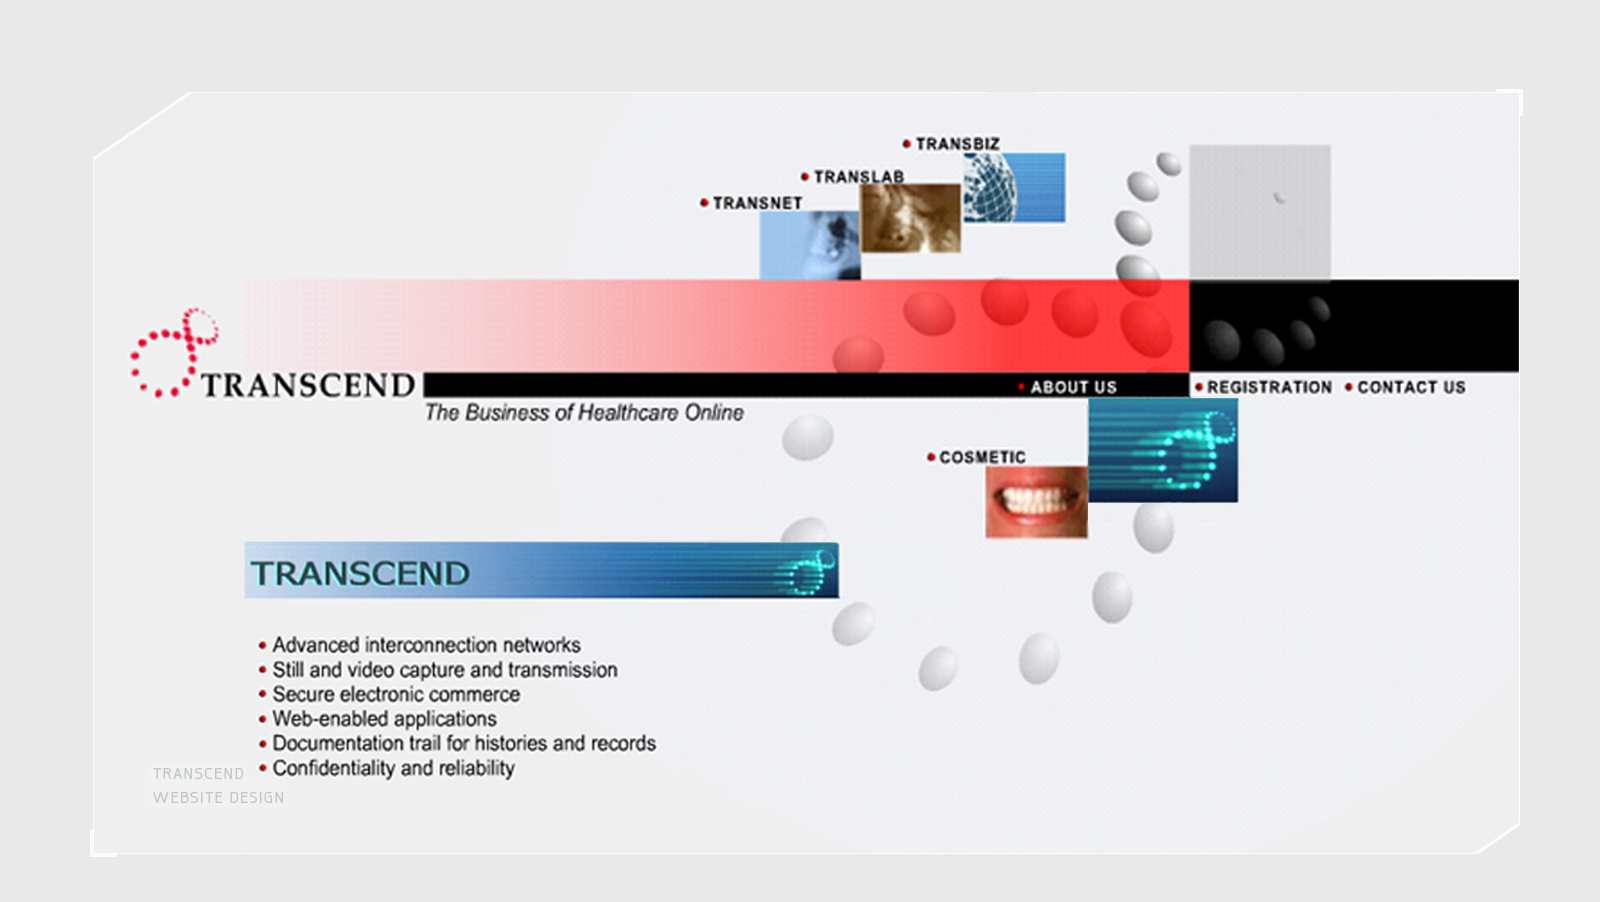 TRANSBIZ
TRANSLAB
TRANSNET
TRANSCEND
ABOUT US
REGISTRATION
CONTACT US
The Business of Healthcare Online
COSMETIC
TRANSCEND
Advanced interconnection networks
Still and video capture and transmission
Secure electronic commerce
Web-enabled applications
Documentation trail for histories and records
Confidentiality and reliability
TRANSCEND
WEBSITE DESIGN